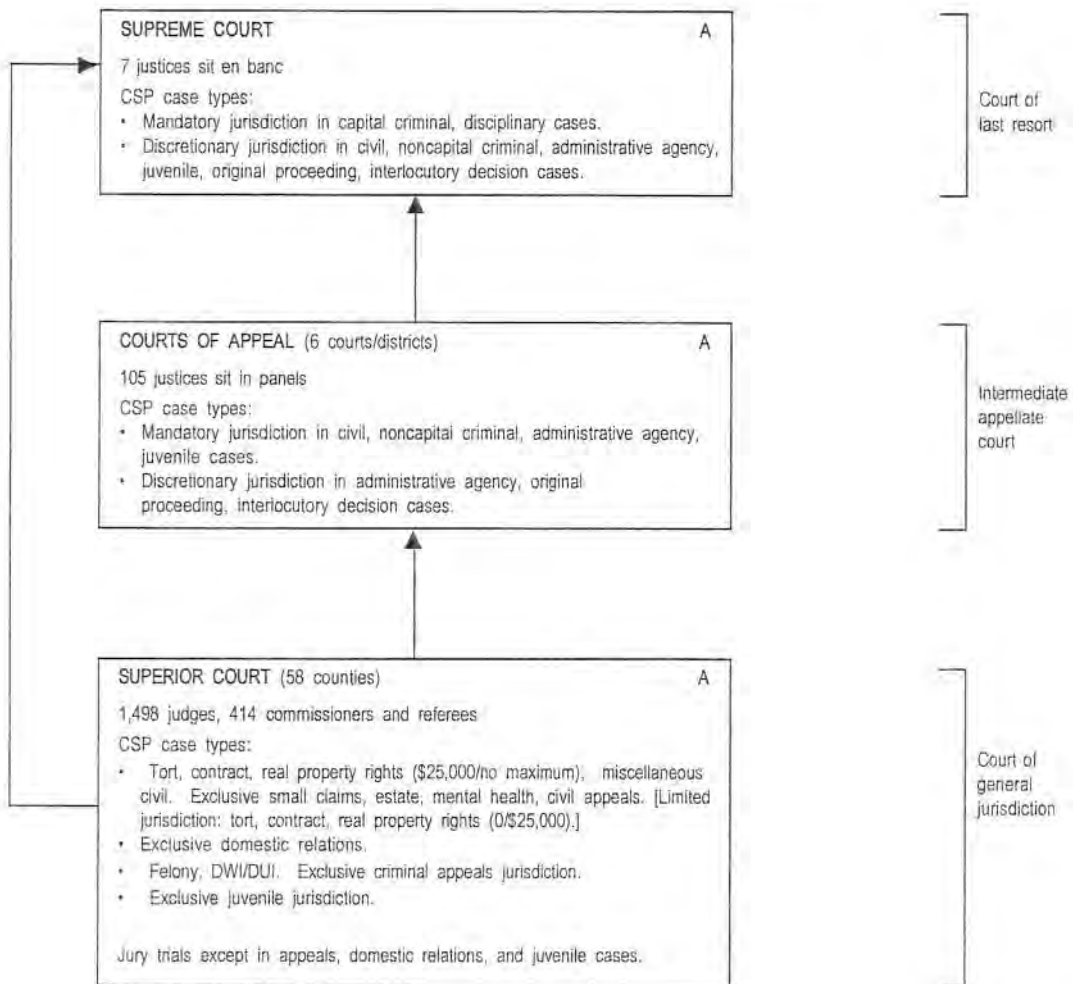 SUPREME COURT A
7 justices sit en banc
CSP case types:
• Mandatory jurisdiction in capital criminal, disciplinary cases.
• Discretionary jurisdiction in civil, noncapital criminal, administrative agency,
juvenile, original proceeding, interlocutory decision cases.
Court of
last resort
COURTS OF APPEAL (6 courts/districts) A
105 justices sit in panels
CSP case types:
• Mandatory jurisdiction in civil, noncapital criminal, administrative agency,
juvenile cases.
• Discretionary jurisdiction in administrative agency, original
proceeding, interlocutory decision cases.
Intermediate
appellate
court
SUPERIOR COURT (58 counties) A
1,498 judges, 414 commissioners and referees
CSP case types:
• Tort, contract, real property rights ($25,000/no maximum), miscellaneous
civil. Exclusive small claims, estate, mental health, civil appeals. [Limited
jurisdiction: tort, contract, real property rights (0/$25,000).]
• Exclusive domestic relations.
• Felony, DWI/DUI. Exclusive criminal appeals jurisdiction.
• Exclusive juvenile jurisdiction.
Jury trials except in appeals, domestic relations, and juvenile cases.
Court of
general
jurisdiction